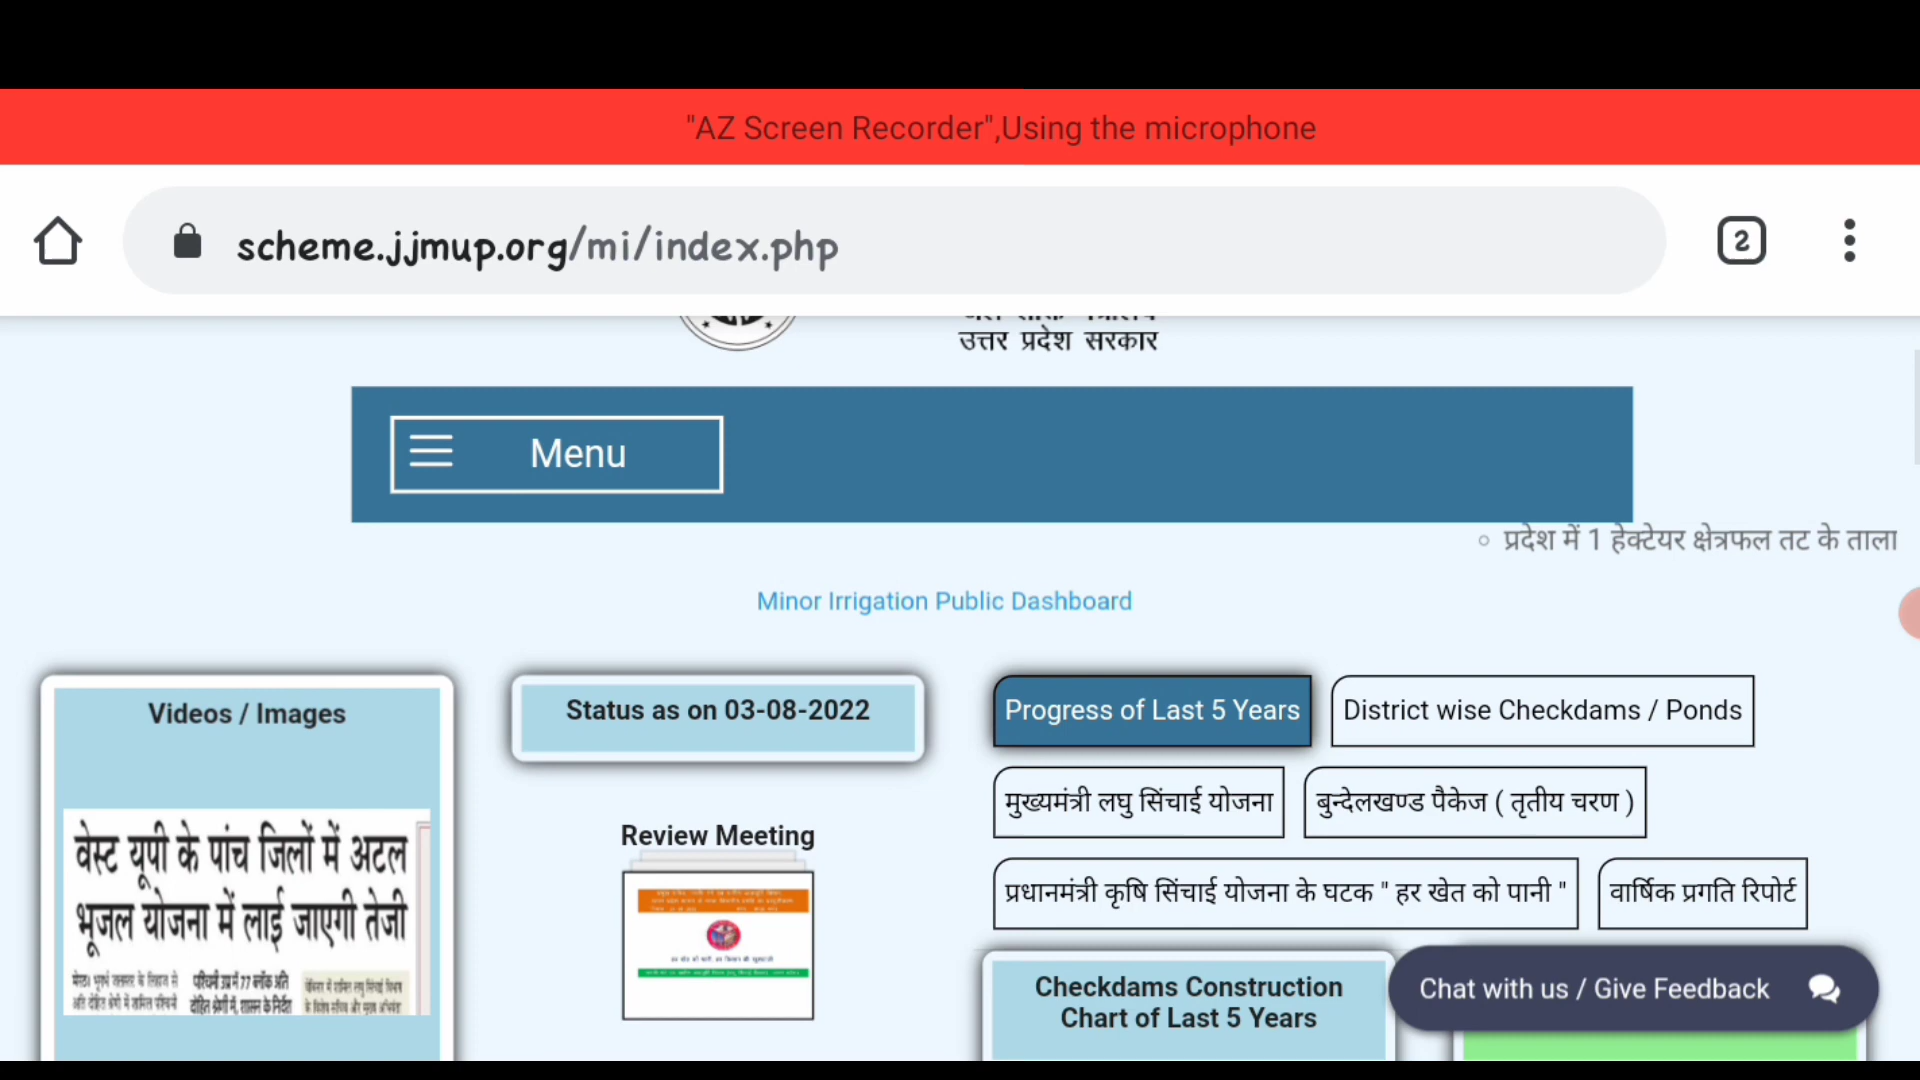 "AZ Screen Recorder",Using the microphone
scheme.jjmup.org/mi/index.php
2
उत्तर प्रदेश सरकार
Menu
प्रदेश में 1 हेक्टेयर क्षेत्रफल तट के ताला
Minor Irrigation Public Dashboard
Videos / Images
वेस्ट यूपी के पांच जिलों में अटल
भूजल योजना में लाई जाएगी तेजी
Status as on 03-08-2022
Review Meeting
Progress of Last 5 Years
District wise Checkdams / Ponds
मुख्यमंत्री लघु सिंचाई योजना
बुन्देलखण्ड पैकेज ( तृतीय चरण )
प्रधानमंत्री कृषि सिंचाई योजना के घटक " हर खेत को पानी "
वार्षिक प्रगति रिपोर्ट
Checkdams Construction
Chart of Last 5 Years
Chat with us / Give Feedback